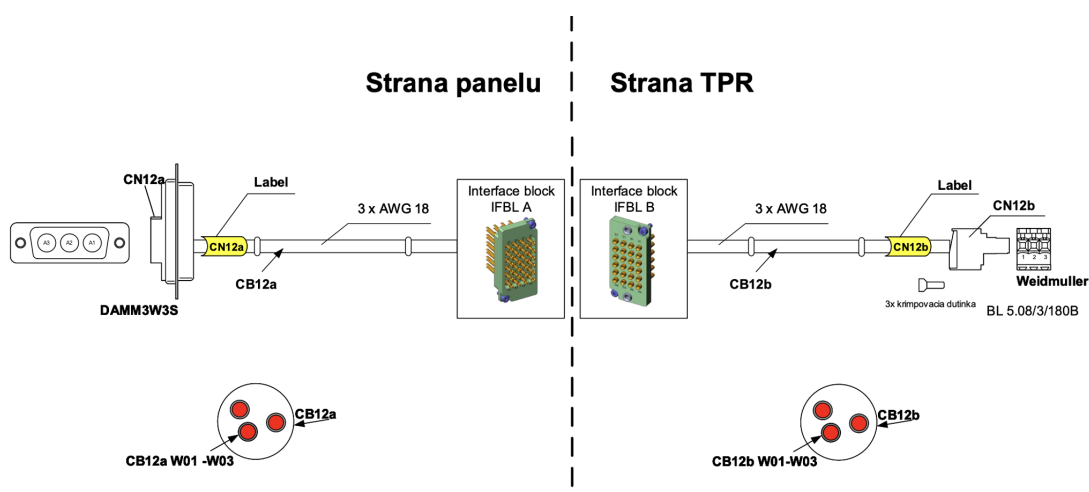 Strana panelu
Strana TPR
CN12a
Label
3 x AWG 18
Interface block
IFBL A
Interface block
IFBL B
3 x AWG 18
Label
CN12b
A3 A2 A1
CN12a
CB12a
CB12b
CN12b
1 2 3
Weidmuller
3x krimpovacia dutinka
BL 5.08/3/180B
DAMM3W3S
CB12a
CB12a W01 -W03
CB12b
CB12b W01-W03